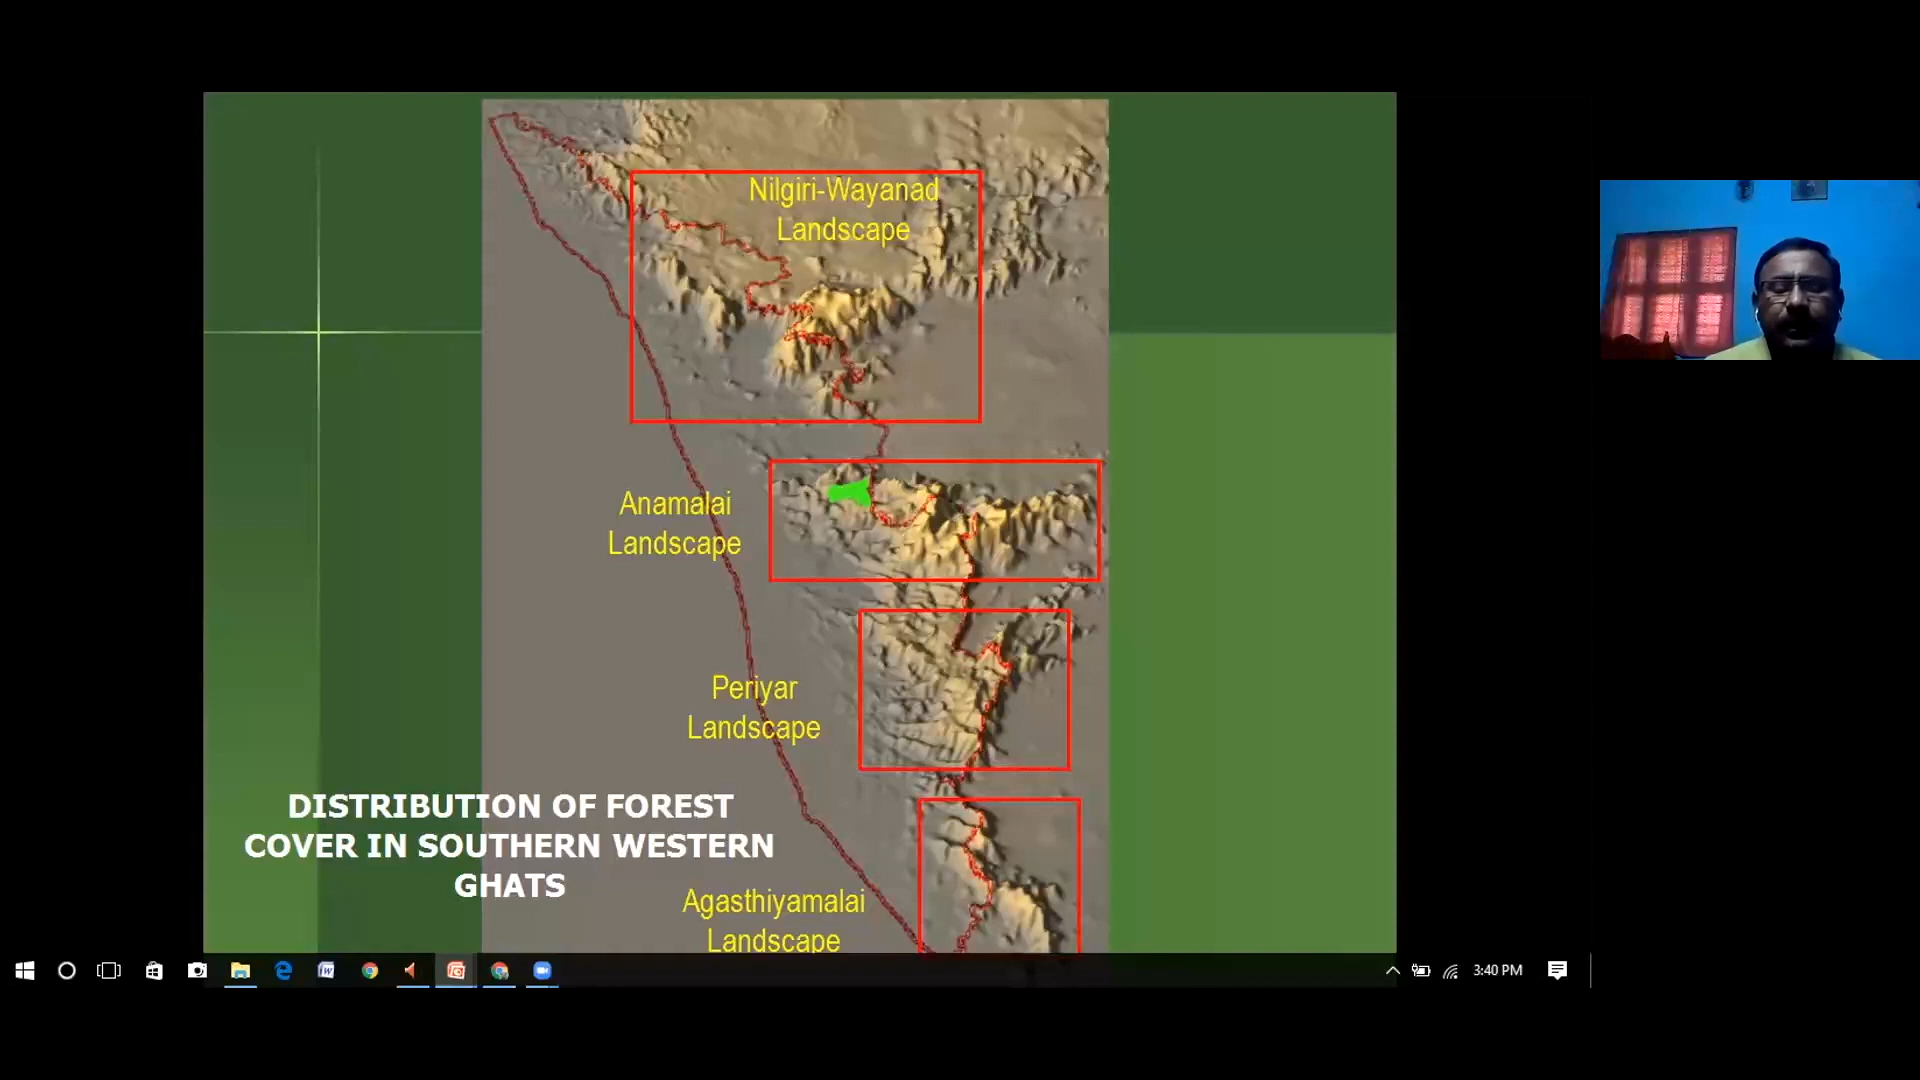 Nilgiri-Wayanad
Landscape
Anamalai
Landscape
Periyar
Landscape
DISTRIBUTION OF FOREST
COVER IN SOUTHERN WESTERN
GHATS
Agasthiyamalai
Landscape
3:40 PM